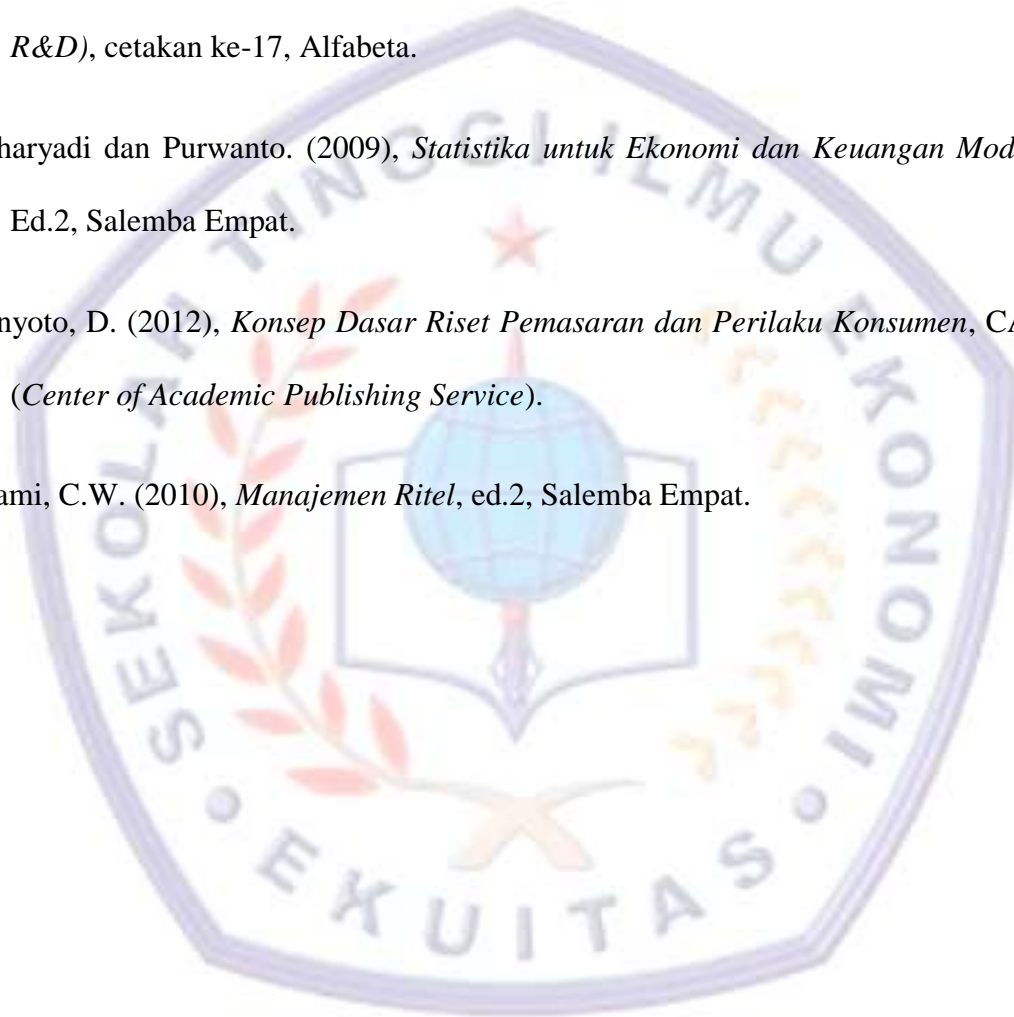 R&D), cetakan ke-17, Alfabeta.
haryadi dan Purwanto. (2009), Statistika untuk Ekonomi dan Keuangan Mod
Ed.2, Salemba Empat.
nyoto, D. (2012), Konsep Dasar Riset Pemasaran dan Perilaku Konsumen, CA
(Center of Academic Publishing Service).
ami, C.W. (2010), Manajemen Ritel, ed.2, Salemba Empat.
SEKOLAH TINGGI ILMU EKONOMI
EKUITAS